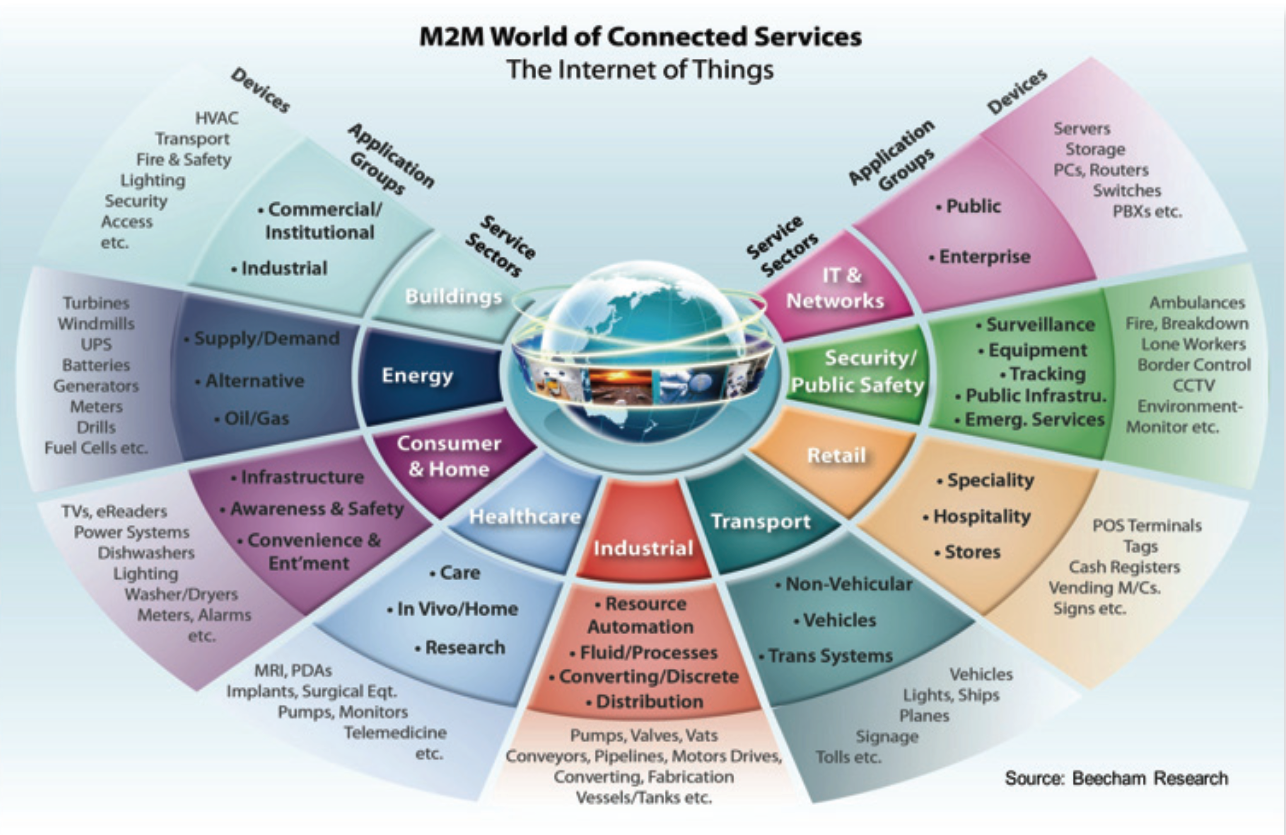 M2M World of Connected Services
The Internet of Things
Devices
Application
Groups
Service
Sectors
HVAC
Transport
Fire & Safety
Lighting
Security
Access
etc.
• Commercial/
Institutional
• Industrial
Buildings
Turbines
Windmills
UPS
Batteries
Generators
Meters
Drills
Fuel Cells etc.
• Supply/Demand
• Alternative
• Oil/Gas
Energy
TVs, eReaders
Power Systems
Dishwashers
Lighting
Washer/Dryers
Meters, Alarms
etc.
• Infrastructure
• Awareness & Safety
• Convenience &
Ent'ment
Consumer
& Home
MRI, PDAs
Implants, Surgical Eqt.
Pumps, Monitors
Telemedicine
etc.
• Care
• In Vivo/Home
• Research
Healthcare
Industrial
• Resource
Automation
• Fluid/Processes
• Converting/Discrete
• Distribution
Pumps, Valves, Vats
Conveyors, Pipelines, Motors Drives,
Converting, Fabrication
Vessels/Tanks etc.
Transport
• Non-Vehicular
• Vehicles
• Trans Systems
Vehicles
Lights, Ships
Planes
Signage
Tolls etc.
Retail
• Speciality
• Hospitality
• Stores
POS Terminals
Tags
Cash Registers
Vending M/Cs.
Signs etc.
Security/
Public Safety
• Surveillance
• Equipment
• Tracking
• Public Infrastru.
• Emerg. Services
Ambulances
Fire, Breakdown
Lone Workers
Border Control
CCTV
Environment-
Monitor etc.
Service
Sectors
Application
Groups
Devices
IT &
Networks
• Public
• Enterprise
Servers
Storage
PCs, Routers
Switches
PBXs etc.
Source: Beecham Research